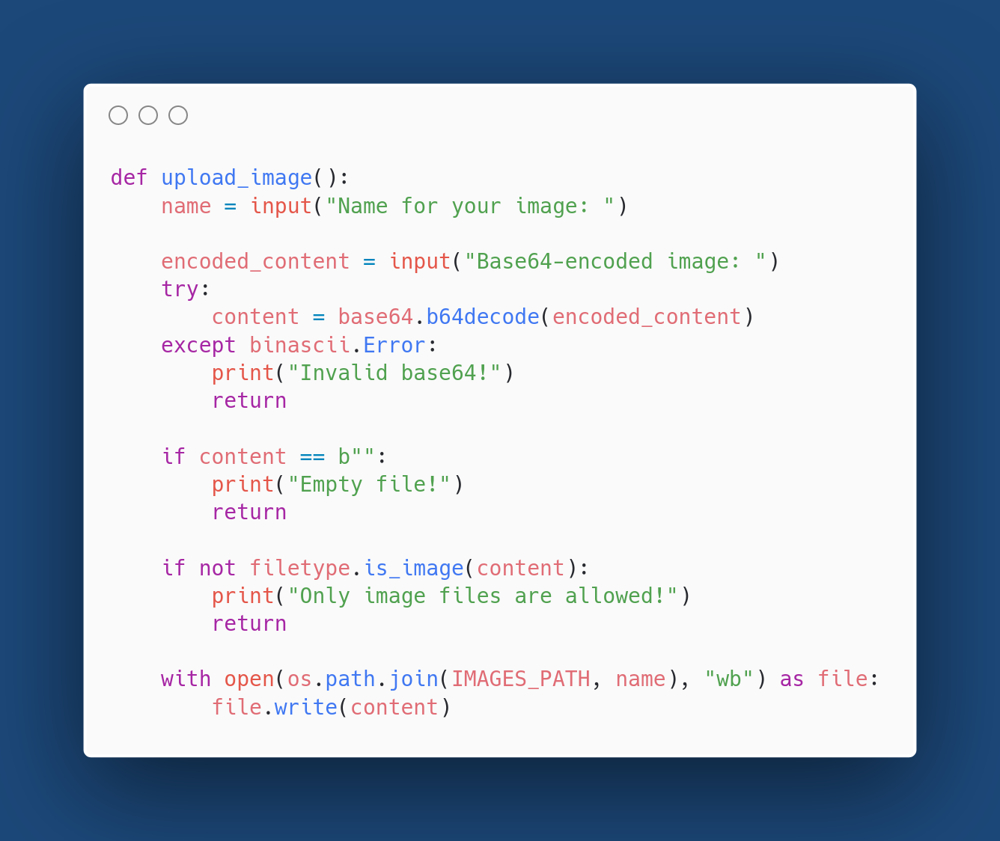 def upload_image():
    name = input("Name for your image: ")
    encoded_content = input("Base64-encoded image: ")
    try:
        content = base64.b64decode(encoded_content)
    except binascii.Error:
        print("Invalid base64!")
        return
    if content == b"":
        print("Empty file!")
        return
    if not filetype.is_image(content):
        print("Only image files are allowed!")
        return
    with open(os.path.join(IMAGES_PATH, name), "wb") as file:
        file.write(content)